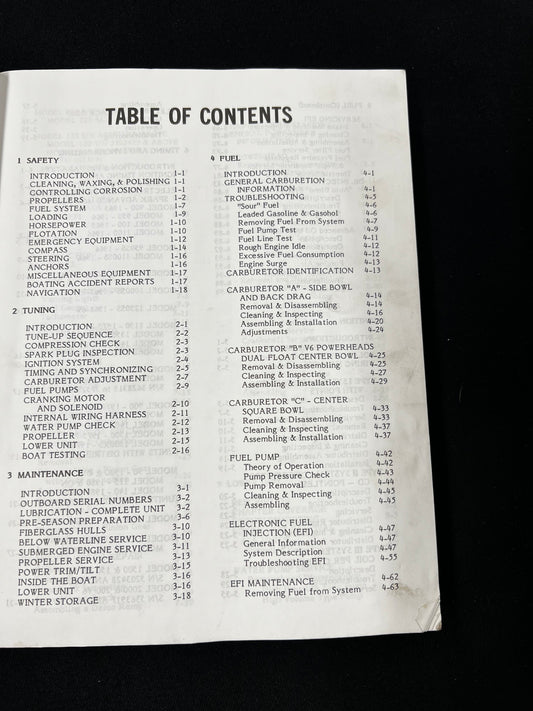 TABLE OF CONTENTS
1 SAFETY
INTRODUCTION 1-1
CLEANING, WAXING, & POLISHING 1-1
CONTROLLING CORROSION 1-1
PROPELLERS 1-2
FUEL SYSTEM 1-7
LOADING 1-9
HORSEPOWER 1-10
FLOTATION 1-10
EMERGENCY EQUIPMENT 1-12
COMPASS 1-14
STEERING 1-16
ANCHORS 1-16
MISCELLANEOUS EQUIPMENT 1-17
BOATING ACCIDENT REPORTS 1-17
NAVIGATION 1-18
2 TUNING
INTRODUCTION 2-1
TUNE-UP SEQUENCE 2-2
COMPRESSION CHECK 2-3
SPARK PLUG INSPECTION 2-3
IGNITION SYSTEM 2-4
TIMING AND SYNCHRONIZING 2-5
CARBURETOR ADJUSTMENT 2-7
FUEL PUMPS 2-9
CRANKING MOTOR
AND SOLENOID 2-10
INTERNAL WIRING HARNESS 2-11
WATER PUMP CHECK 2-12
PROPELLER 2-13
LOWER UNIT 2-15
BOAT TESTING 2-16
3 MAINTENANCE
INTRODUCTION 3-1
OUTBOARD SERIAL NUMBERS 3-2
LUBRICATION - COMPLETE UNIT 3-2
PRE-SEASON PREPARATION 3-6
FIBERGLASS HULLS 3-10
BELOW WATERLINE SERVICE 3-10
SUBMERGED ENGINE SERVICE 3-11
PROPELLER SERVICE 3-13
POWER TRIM/TILT 3-15
INSIDE THE BOAT 3-16
LOWER UNIT 3-16
WINTER STORAGE 3-18
4 FUEL
INTRODUCTION 4-1
GENERAL CARBURETION
INFORMATION 4-1
TROUBLESHOOTING 4-5
"Sour" Fuel 4-6
Leaded Gasoline & Gasohol 4-6
Removing Fuel From System 4-7
Fuel Pump Test 4-9
Fuel Line Test 4-11
Rough Engine Idle 4-12
Excessive Fuel Consumption 4-12
Engine Surge 4-13
CARBURETOR IDENTIFICATION 4-13
CARBURETOR "A" - SIDE BOWL
AND BACK DRAG 4-14
Removal & Disassembling 4-14
Cleaning & Inspecting 4-16
Assembling & Installation 4-20
Adjustments 4-24
CARBURETOR "B" V6 POWERHEADS
DUAL FLOAT CENTER BOWL 4-25
Removal & Disassembling 4-25
Cleaning & Inspecting 4-27
Assembling & Installation 4-29
CARBURETOR "C" - CENTER
SQUARE BOWL 4-33
Removal & Disassembling 4-33
Cleaning & Inspecting 4-37
Assembling & Installation 4-37
FUEL PUMP 4-42
Theory of Operation 4-42
Pump Pressure Check 4-43
Pump Removal 4-44
Cleaning & Inspecting 4-45
Assembling 4-45
ELECTRONIC FUEL
INJECTION (EFI) 4-47
General Information 4-47
System Description 4-47
Troubleshooting EFI 4-55
EFI MAINTENANCE 4-62
Removing Fuel from System 4-63